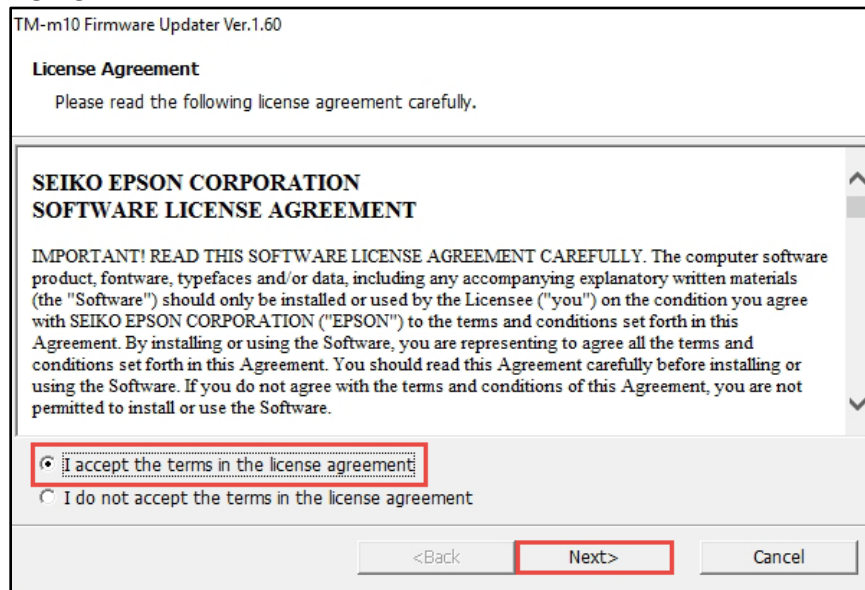 TM-m10 Firmware Updater Ver.1.60
License Agreement
Please read the following license agreement carefully.
SEIKO EPSON CORPORATION
SOFTWARE LICENSE AGREEMENT
IMPORTANT! READ THIS SOFTWARE LICENSE AGREEMENT CAREFULLY. The computer software
product, fontware, typefaces and/or data, including any accompanying explanatory written materials
(the "Software") should only be installed or used by the Licensee ("you") on the condition you agree
with SEIKO EPSON CORPORATION ("EPSON") to the terms and conditions set forth in this
Agreement. By installing or using the Software, you are representing to agree all the terms and
conditions set forth in this Agreement. You should read this Agreement carefully before installing or
using the Software. If you do not agree with the terms and conditions of this Agreement, you are not
permitted to install or use the Software.
I accept the terms in the license agreement
I do not accept the terms in the license agreement
<Back Next> Cancel